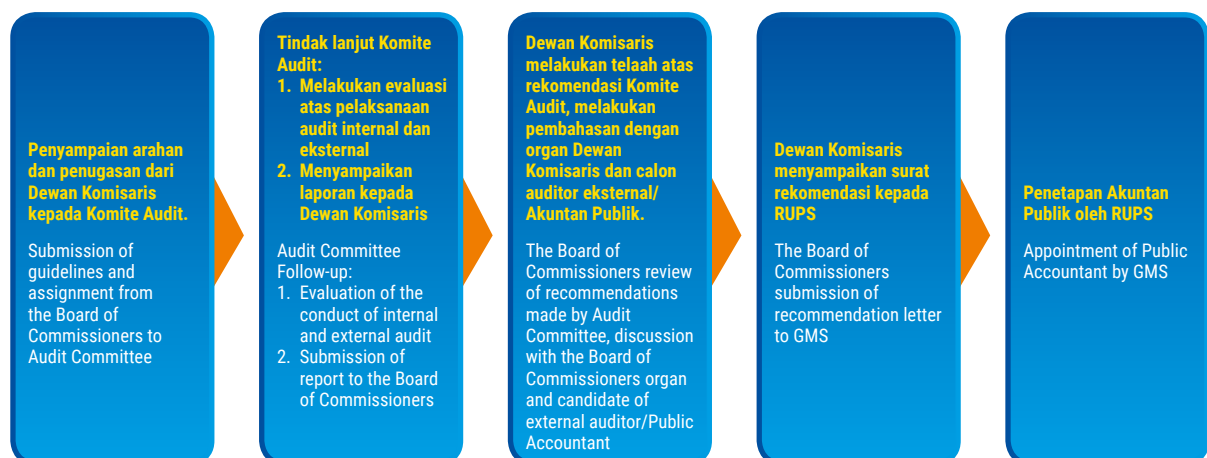 Penyampaian arahan
dan penugasan dari
Dewan Komisaris
kepada Komite Audit.
Submission of
guidelines and
assignment from
the Board of
Commissioners to
Audit Committee
Tindak lanjut Komite
Audit:
1. Melakukan evaluasi
atas pelaksanaan
audit internal dan
eksternal
2. Menyampaikan
laporan kepada
Dewan Komisaris
Audit Committee
Follow-up:
1. Evaluation of the
conduct of internal
and external audit
2. Submission of
report to the Board
of Commissioners
Dewan Komisaris
melakukan telaah atas
rekomendasi Komite
Audit, melakukan
pembahasan dengan
organ Dewan
Komisaris dan calon
auditor eksternal/
Akuntan Publik.
The Board of
Commissioners review
of recommendations
made by Audit
Committee, discussion
with the Board of
Commissioners organ
and candidate of
external auditor/Public
Accountant
Dewan Komisaris
menyampaikan surat
rekomendasi kepada
RUPS
The Board of
Commissioners
submission of
recommendation letter
to GMS
Penetapan Akuntan
Publik oleh RUPS
Appointment of Public
Accountant by GMS